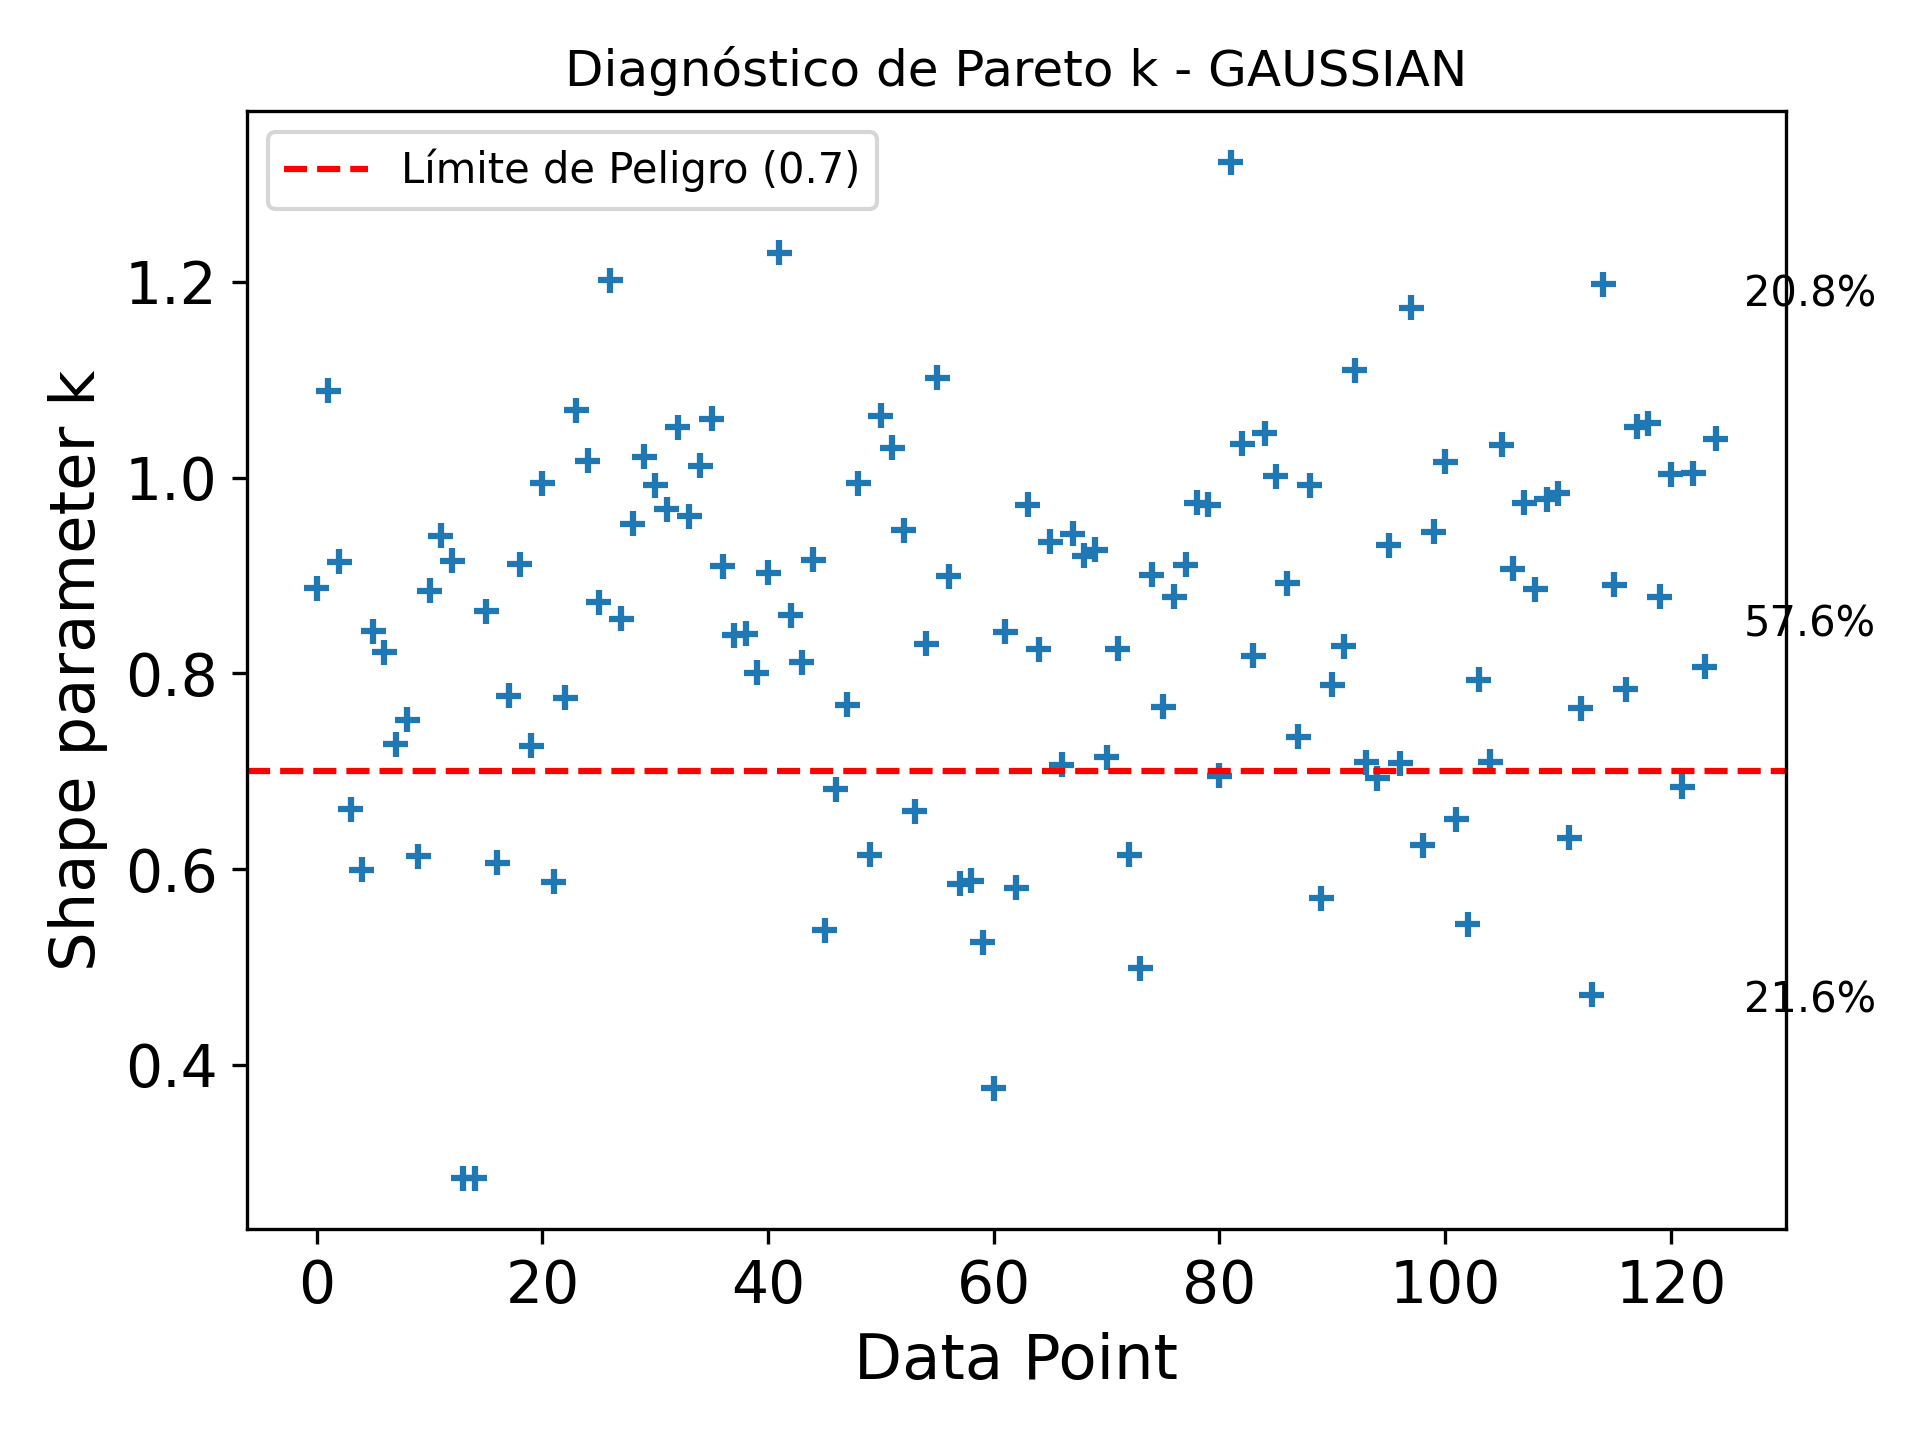 Diagnóstico de Pareto k - GAUSSIAN
Límite de Peligro (0.7)
Shape parameter k
1.2
1.0
0.8
0.6
0.4
20.8%
57.6%
21.6%
0 20 40 60 80 100 120
Data Point